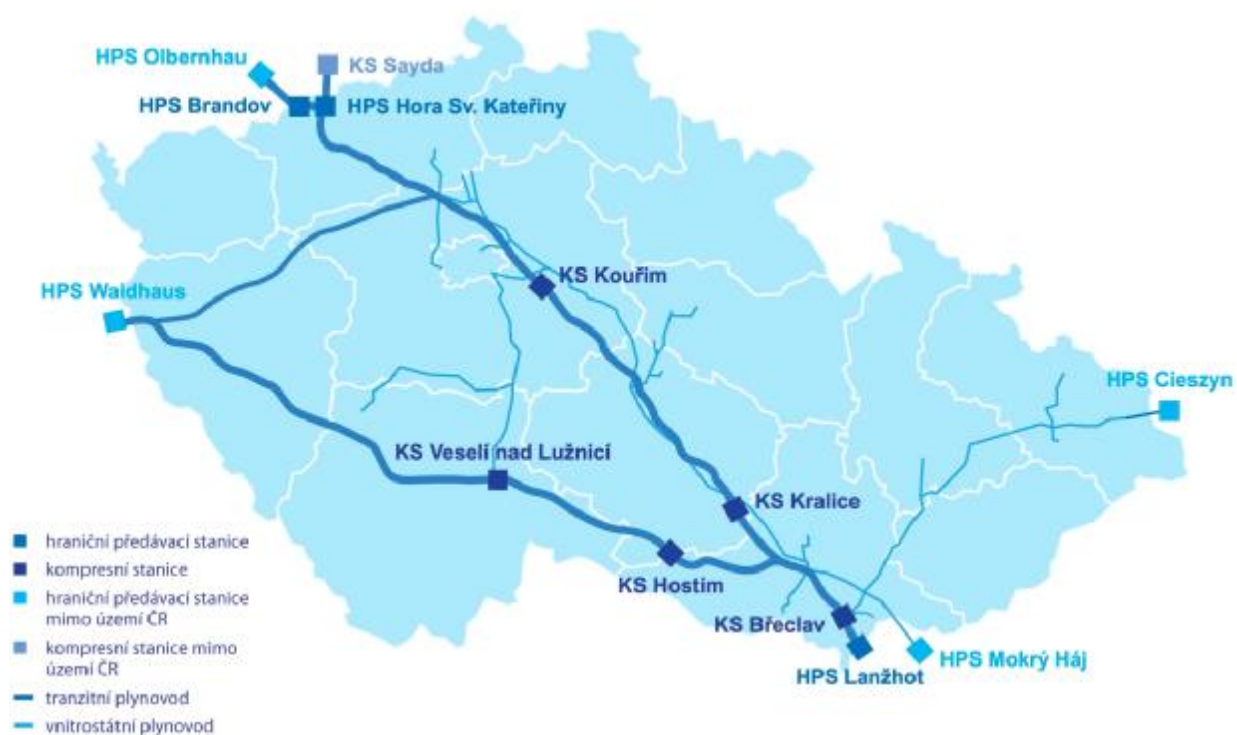 HPS Olbernhau
KS Sayda
HPS Brandov
HPS Hora Sv. Kateřiny
KS Kouřim
HPS Waidhaus
HPS Cieszyn
KS Veselí nad Lužnicí
KS Kralice
KS Hostim
KS Břeclav
HPS Mokrý Háj
HPS Lanžhot
hraniční předávací stanice
kompresní stanice
hraniční předávací stanice
mimo území ČR
kompresní stanice mimo
území ČR
tranzitní plynovod
vnitrostátní plynovod